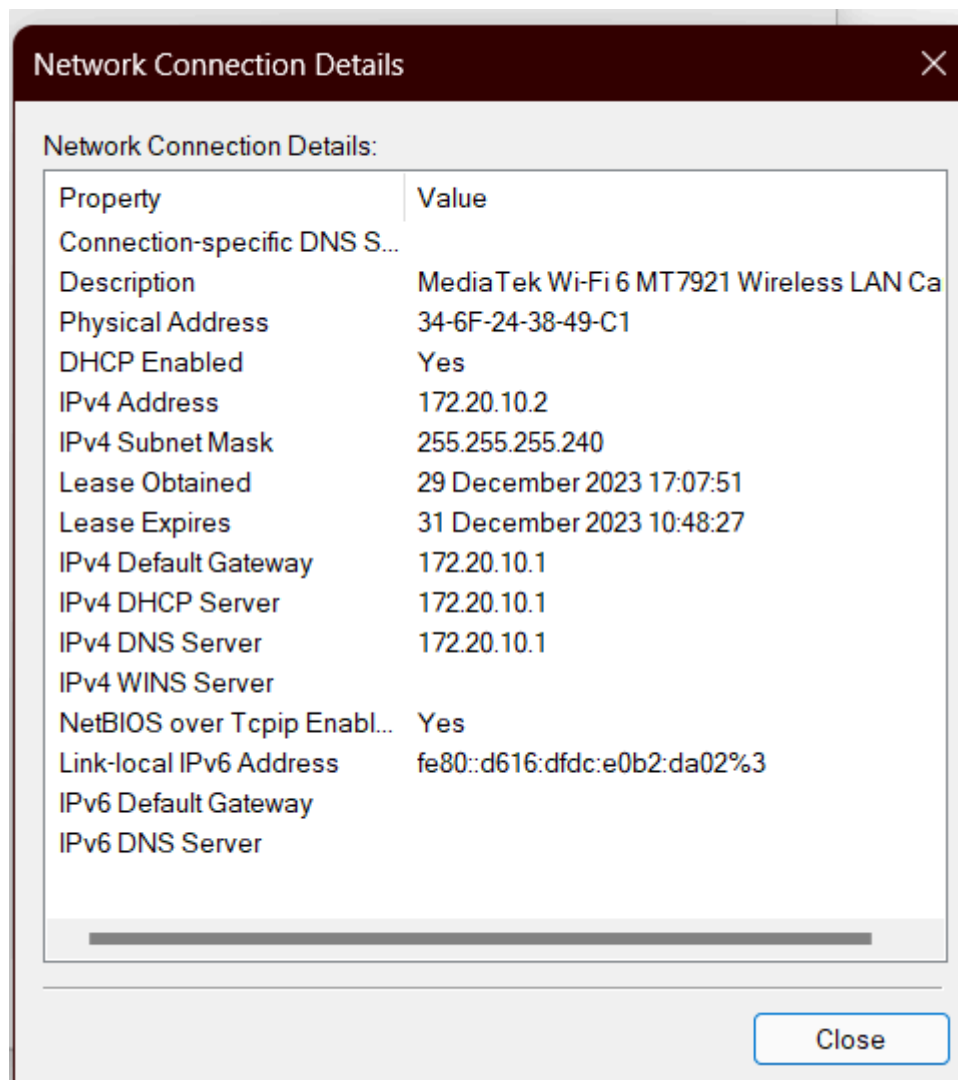 Network Connection Details
Network Connection Details:
Property Value
Connection-specific DNS S...
Description MediaTek Wi-Fi 6 MT7921 Wireless LAN Ca
Physical Address 34-6F-24-38-49-C1
DHCP Enabled Yes
IPv4 Address 172.20.10.2
IPv4 Subnet Mask 255.255.255.240
Lease Obtained 29 December 2023 17:07:51
Lease Expires 31 December 2023 10:48:27
IPv4 Default Gateway 172.20.10.1
IPv4 DHCP Server 172.20.10.1
IPv4 DNS Server 172.20.10.1
IPv4 WINS Server
NetBIOS over Tcpip Enabl... Yes
Link-local IPv6 Address fe80::d616:dfdc:e0b2:da02%3
IPv6 Default Gateway
IPv6 DNS Server
Close